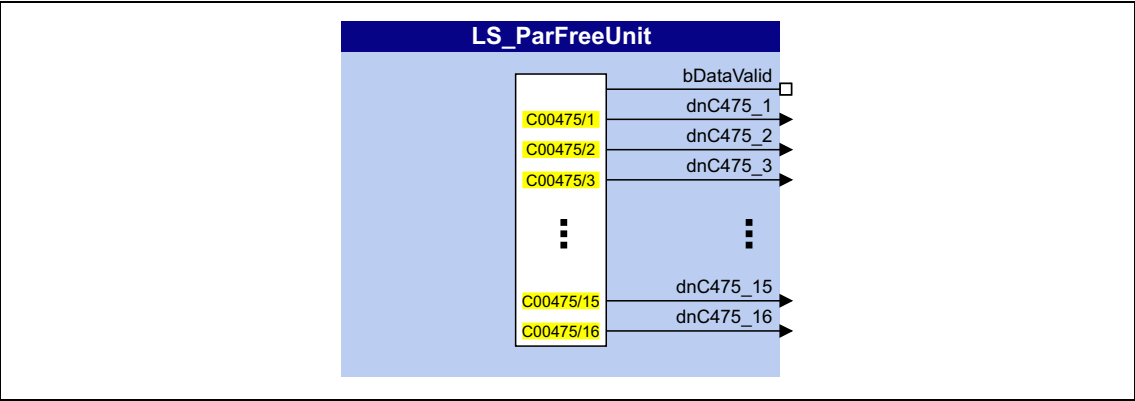 LS_ParFreeUnit
bDataValid
C00475/1 dnC475_1
C00475/2 dnC475_2
C00475/3 dnC475_3
C00475/15 dnC475_15
C00475/16 dnC475_16